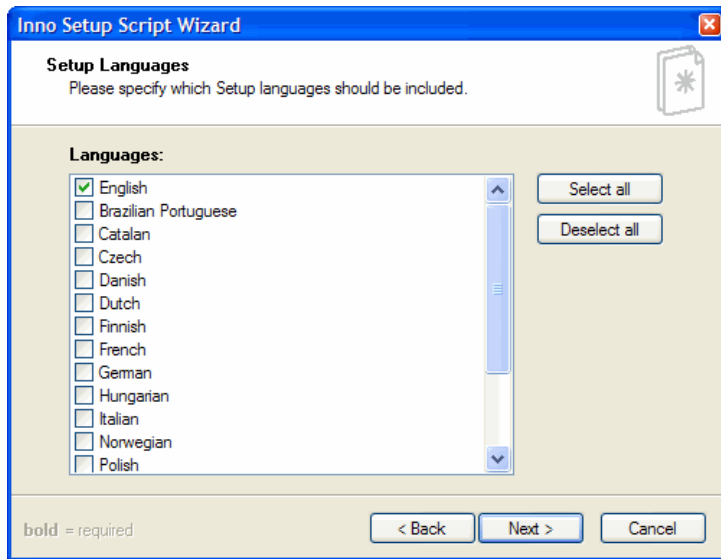 Inno Setup Script Wizard
Setup Languages
Please specify which Setup languages should be included.
Languages:
English
Brazilian Portuguese
Catalan
Czech
Danish
Dutch
Finnish
French
German
Hungarian
Italian
Norwegian
Polish
Select all
Deselect all
bold = required
< Back
Next >
Cancel